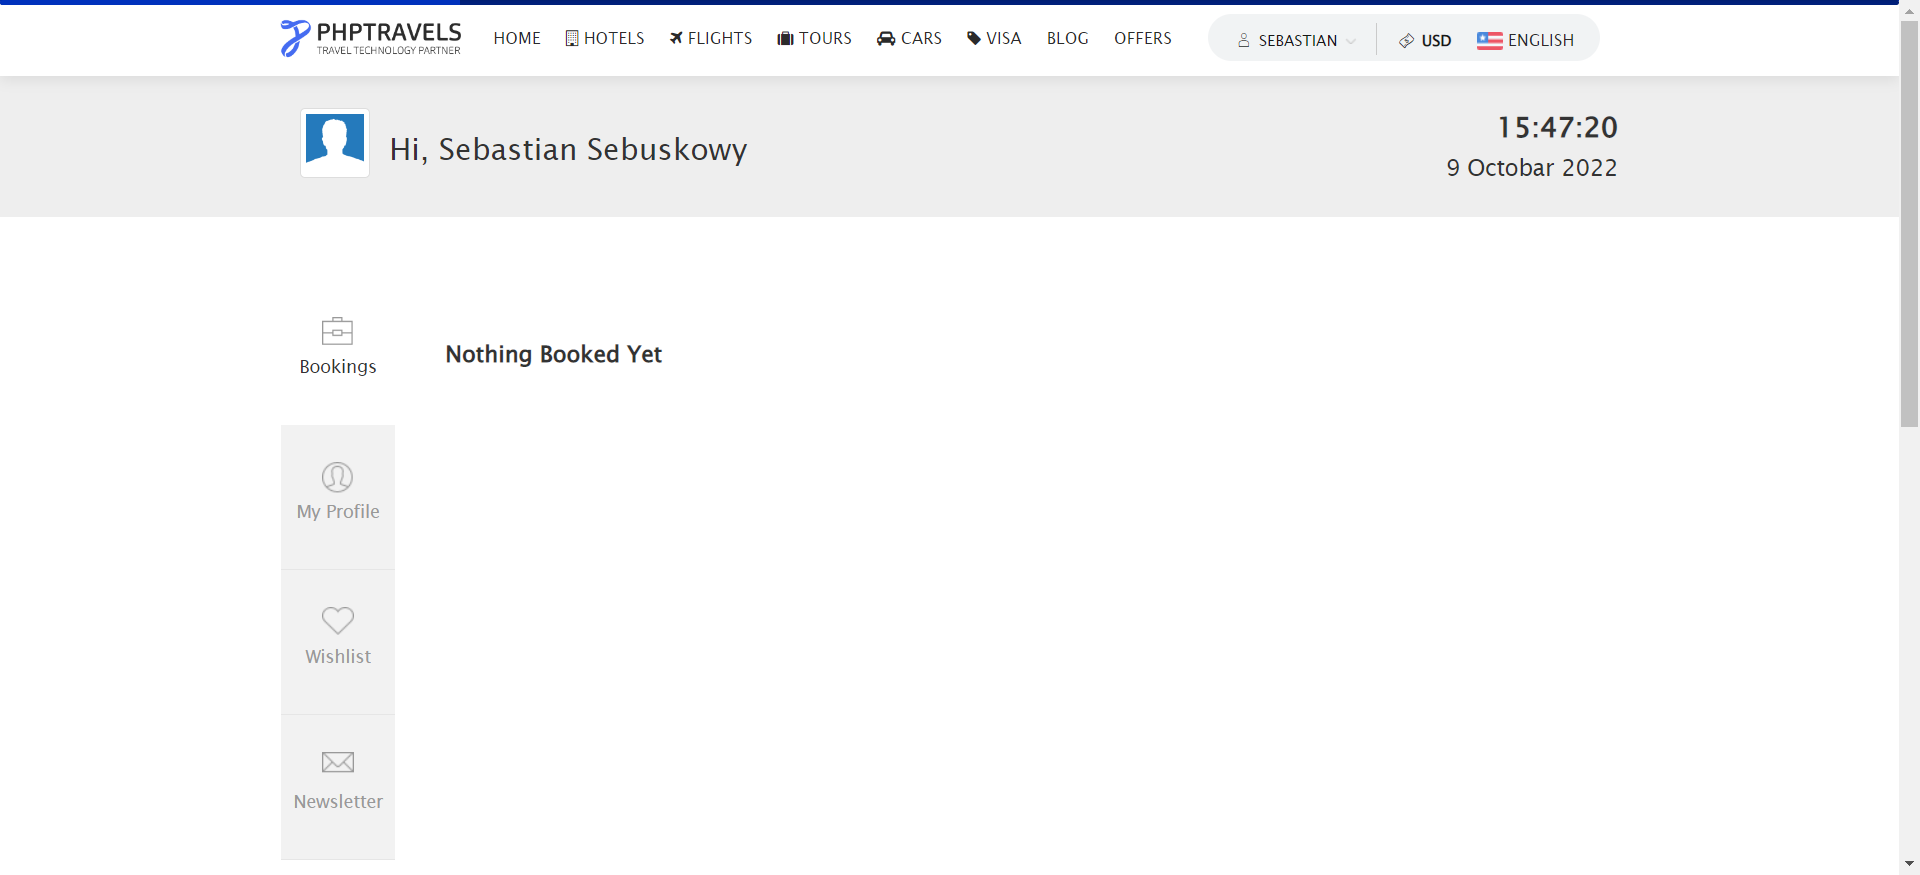 PHPTRAVELS
TRAVEL TECHNOLOGY PARTNER
HOME HOTELS FLIGHTS TOURS CARS VISA BLOG OFFERS
SEBASTIAN USD ENGLISH
Hi, Sebastian Sebuskowy
15:47:20
9 Octobar 2022
Bookings
Nothing Booked Yet
My Profile
Wishlist
Newsletter